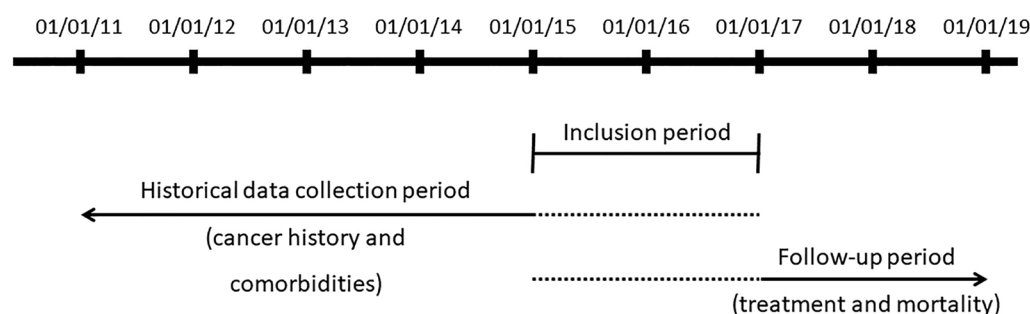 01/01/11 01/01/12 01/01/13 01/01/14 01/01/15 01/01/16 01/01/17 01/01/18 01/01/19
Inclusion period
Historical data collection period
(cancer history and
comorbidities)
Follow-up period
(treatment and mortality)